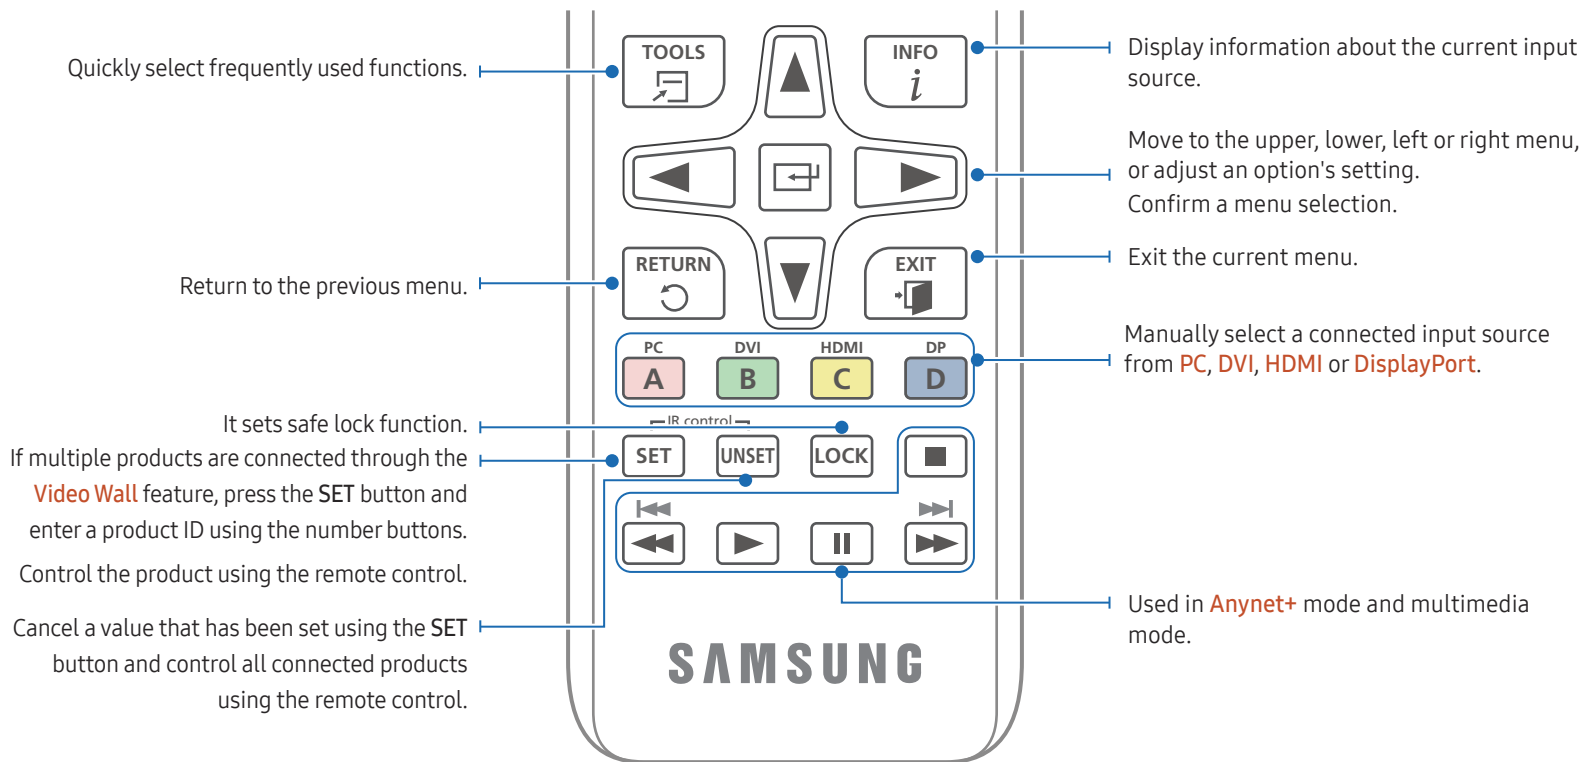 Quickly select frequently used functions.
TOOLS
INFO
i
Display information about the current input
source.
Move to the upper, lower, left or right menu,
or adjust an option's setting.
Confirm a menu selection.
Return to the previous menu.
RETURN
EXIT
Exit the current menu.
PC DVI HDMI DP
A B C D
Manually select a connected input source
from PC, DVI, HDMI or DisplayPort.
It sets safe lock function.
IR control
SET UNSET LOCK
If multiple products are connected through the
Video Wall feature, press the SET button and
enter a product ID using the number buttons.
Control the product using the remote control.
Cancel a value that has been set using the SET
button and control all connected products
using the remote control.
Used in Anynet+ mode and multimedia
mode.
SAMSUNG